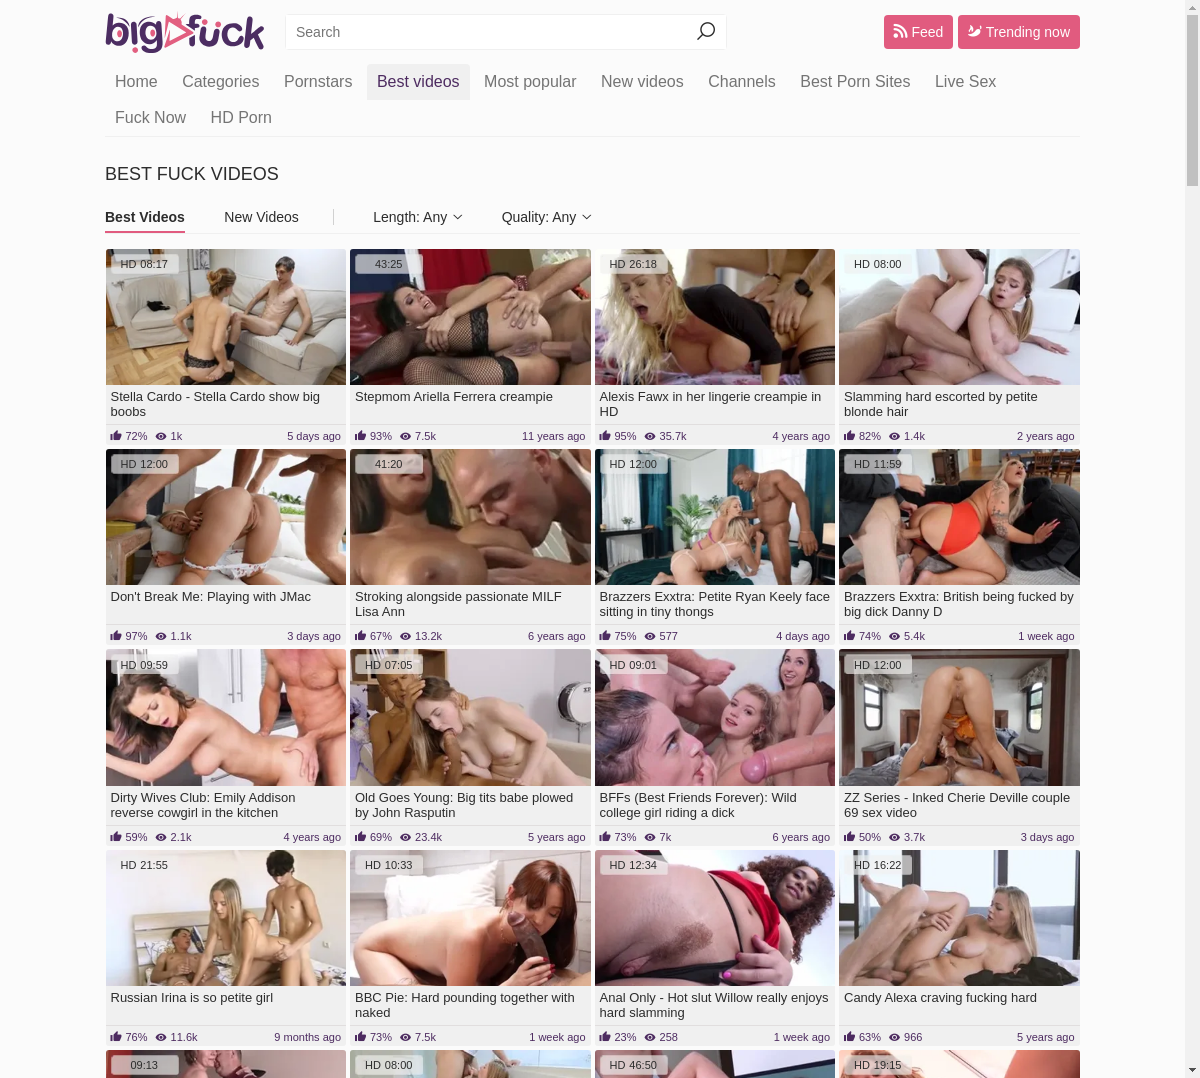 bigfuck
Search
Feed
Trending now
Home
Categories
Pornstars
Best videos
Most popular
New videos
Channels
Best Porn Sites
Live Sex
Fuck Now
HD Porn
BEST FUCK VIDEOS
Best Videos
New Videos
Length: Any
Quality: Any
HD 08:17
Stella Cardo - Stella Cardo show big
boobs
72% 1k 5 days ago
43:25
Stepmom Ariella Ferrera creampie
93% 7.5k 11 years ago
HD 26:18
Alexis Fawx in her lingerie creampie in
HD
95% 35.7k 4 years ago
HD 08:00
Slamming hard escorted by petite
blonde hair
82% 1.4k 2 years ago
HD 12:00
Don't Break Me: Playing with JMac
97% 1.1k 3 days ago
41:20
Stroking alongside passionate MILF
Lisa Ann
67% 13.2k 6 years ago
HD 12:00
Brazzers Exxtra: Petite Ryan Keely face
sitting in tiny thongs
75% 577 4 days ago
HD 11:59
Brazzers Exxtra: British being fucked by
big dick Danny D
74% 5.4k 1 week ago
HD 09:59
Dirty Wives Club: Emily Addison
reverse cowgirl in the kitchen
59% 2.1k 4 years ago
HD 07:05
Old Goes Young: Big tits babe plowed
by John Rasputin
69% 23.4k 5 years ago
HD 09:01
BFFs (Best Friends Forever): Wild
college girl riding a dick
73% 7k 6 years ago
HD 12:00
ZZ Series - Inked Cherie Deville couple
69 sex video
50% 3.7k 3 days ago
HD 21:55
Russian Irina is so petite girl
76% 11.6k 9 months ago
HD 10:33
BBC Pie: Hard pounding together with
naked
73% 7.5k 1 week ago
HD 12:34
Anal Only - Hot slut Willow really enjoys
hard slamming
23% 258 1 week ago
HD 16:22
Candy Alexa craving fucking hard
63% 966 5 years ago
09:13
HD 08:00
HD 46:50
HD 19:15